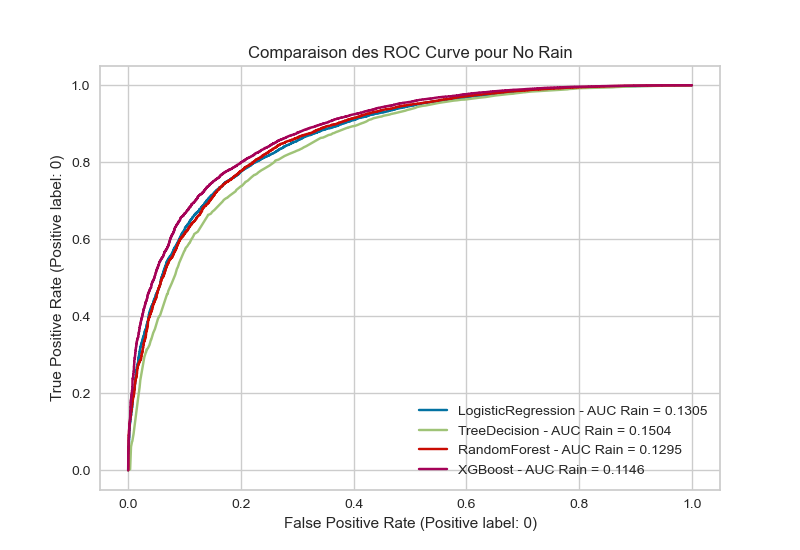 Comparaison des ROC Curve pour No Rain
True Positive Rate (Positive label: 0)
1.0
0.8
0.6
0.4
0.2
0.0
LogisticRegression - AUC Rain = 0.1305
TreeDecision - AUC Rain = 0.1504
RandomForest - AUC Rain = 0.1295
XGBoost - AUC Rain = 0.1146
0.0 0.2 0.4 0.6 0.8 1.0
False Positive Rate (Positive label: 0)